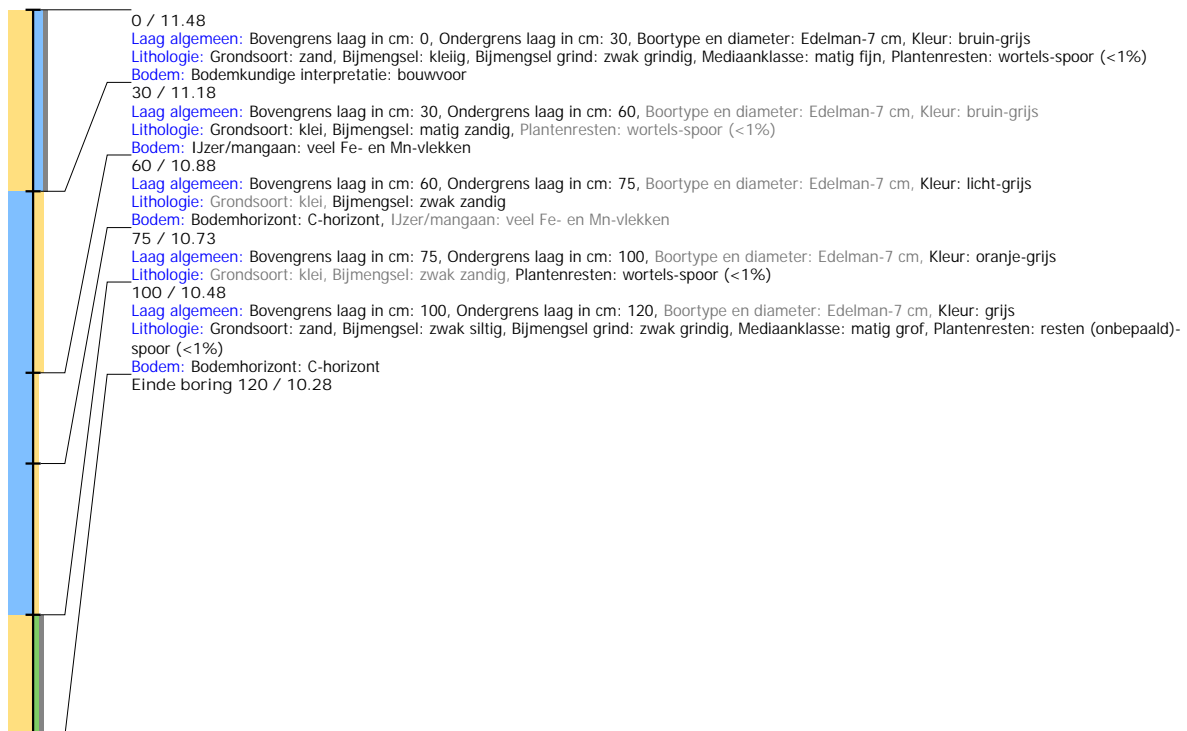 0 / 11.48
Laag algemeen: Bovengrens laag in cm: 0, Ondergrens laag in cm: 30, Boortype en diameter: Edelman-7 cm, Kleur: bruin-grijs
Lithologie: Grondsoort: zand, Bijmengsel: kleiig, Bijmengsel grind: zwak grindig, Mediaanklasse: matig fijn, Plantenresten: wortels-spoor (<1%)
Bodem: Bodemkundige interpretatie: bouwvoor
30 / 11.18
Laag algemeen: Bovengrens laag in cm: 30, Ondergrens laag in cm: 60, Boortype en diameter: Edelman-7 cm, Kleur: bruin-grijs
Lithologie: Grondsoort: klei, Bijmengsel: matig zandig, Plantenresten: wortels-spoor (<1%)
Bodem: IJzer/mangaan: veel Fe- en Mn-vlekken
60 / 10.88
Laag algemeen: Bovengrens laag in cm: 60, Ondergrens laag in cm: 75, Boortype en diameter: Edelman-7 cm, Kleur: licht-grijs
Lithologie: Grondsoort: klei, Bijmengsel: zwak zandig
Bodem: Bodemhorizont: C-horizont, IJzer/mangaan: veel Fe- en Mn-vlekken
75 / 10.73
Laag algemeen: Bovengrens laag in cm: 75, Ondergrens laag in cm: 100, Boortype en diameter: Edelman-7 cm, Kleur: oranje-grijs
Lithologie: Grondsoort: klei, Bijmengsel: zwak zandig, Plantenresten: wortels-spoor (<1%)
100 / 10.48
Laag algemeen: Bovengrens laag in cm: 100, Ondergrens laag in cm: 120, Boortype en diameter: Edelman-7 cm, Kleur: grijs
Lithologie: Grondsoort: zand, Bijmengsel: zwak siltig, Bijmengsel grind: zwak grindig, Mediaanklasse: matig grof, Plantenresten: resten (onbepaald)-
spoor (<1%)
Bodem: Bodemhorizont: C-horizont
Einde boring 120 / 10.28